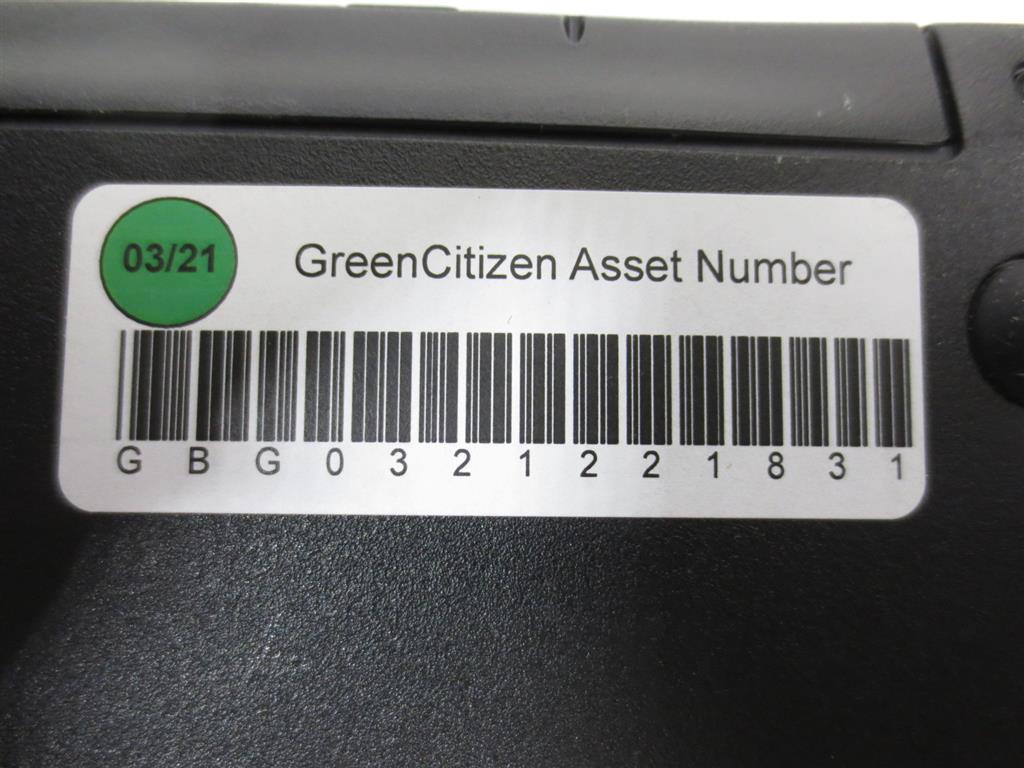 03/21
GreenCitizen Asset Number
G B G 0 3 2 1 2 2 1 8 3 1